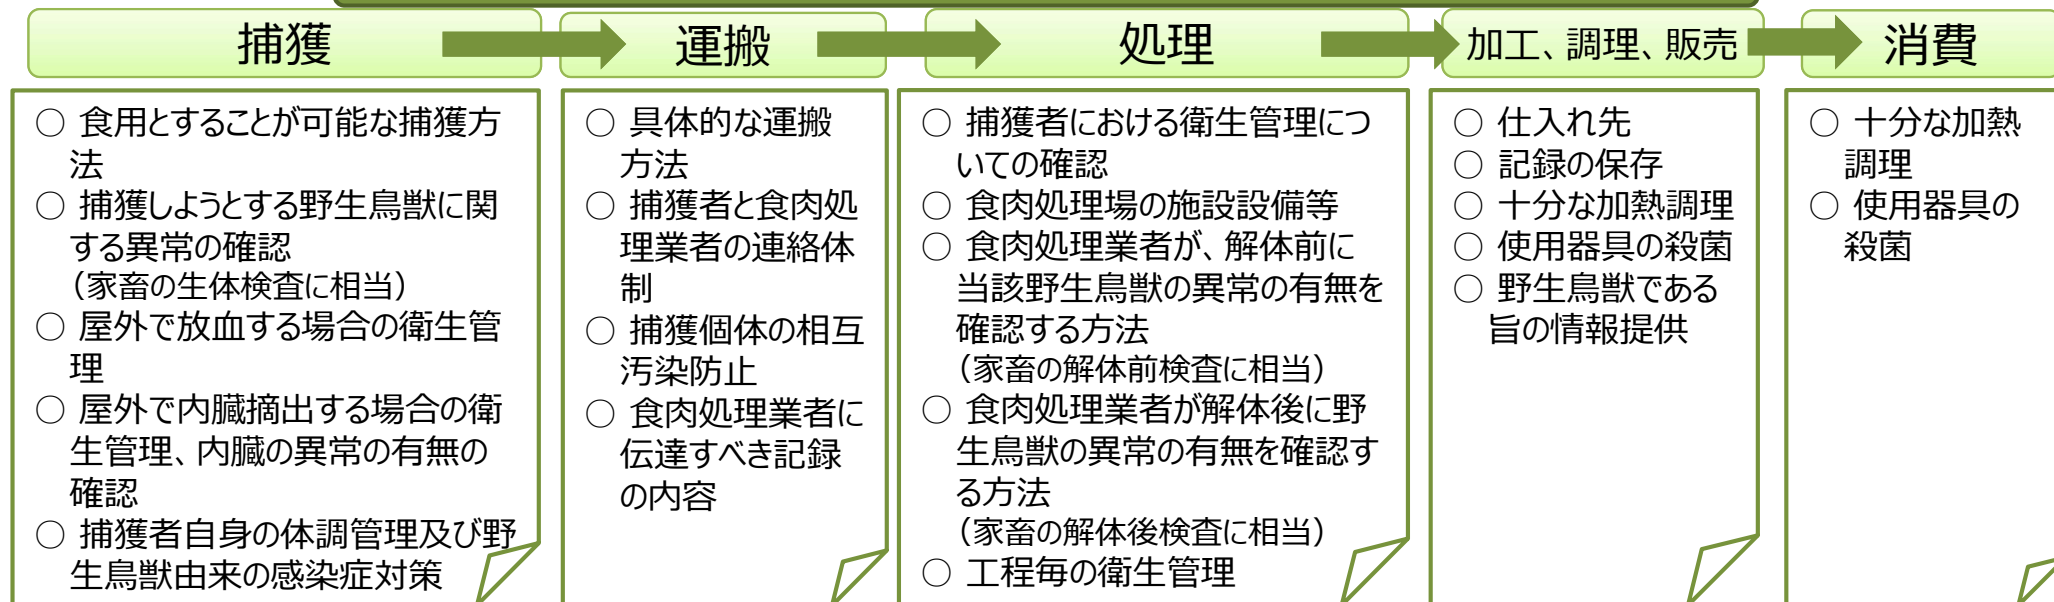 捕獲
運搬
処理
加工、調理、販売
消費
○ 食用とすることが可能な捕獲方
法
○ 捕獲しようとする野生鳥獣に関
する異常の確認
（家畜の生体検査に相当）
○ 屋外で放血する場合の衛生管
理
○ 屋外で内臓摘出する場合の衛
生管理、内臓の異常の有無の
確認
○ 捕獲者自身の体調管理及び野
生鳥獣由来の感染症対策
○ 具体的な運搬
方法
○ 捕獲者と食肉処
理業者の連絡体
制
○ 捕獲個体の相互
汚染防止
○ 食肉処理業者に
伝達すべき記録
の内容
○ 捕獲者における衛生管理につ
いての確認
○ 食肉処理場の施設設備等
○ 食肉処理業者が、解体前に
当該野生鳥獣の異常の有無を
確認する方法
（家畜の解体前検査に相当）
○ 食肉処理業者が解体後に野
生鳥獣の異常の有無を確認す
る方法
（家畜の解体後検査に相当）
○ 工程毎の衛生管理
○ 仕入れ先
○ 記録の保存
○ 十分な加熱調理
○ 使用器具の殺菌
○ 野生鳥獣である
旨の情報提供
○ 十分な加熱
調理
○ 使用器具の
殺菌